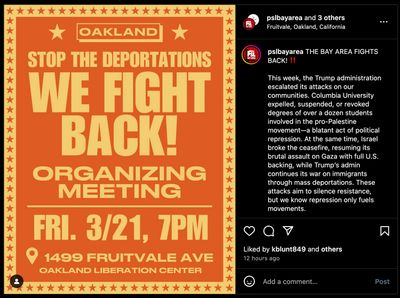 OAKLAND
STOP THE DEPORTATIONS
WE FIGHT
BACK!
ORGANIZING
MEETING
FRI. 3/21, 7PM
1499 FRUITVALE AVE
OAKLAND LIBERATION CENTER
pslbayarea and 3 others
Fruitvale, Oakland, California
pslbayarea THE BAY AREA FIGHTS
BACK! ‼️
This week, the Trump administration
escalated its attacks on our
communities. Columbia University
expelled, suspended, or revoked
degrees of over a dozen students
involved in the pro-Palestine
movement—a blatant act of political
repression. At the same time, Israel
broke the ceasefire, resuming its
brutal assault on Gaza with full U.S.
backing, while Trump's admin
continues its war on immigrants
through mass deportations. These
attacks aim to silence resistance,
but we know repression only fuels
movements.
Liked by kblunt849 and others
12 hours ago
Add a comment...
Post